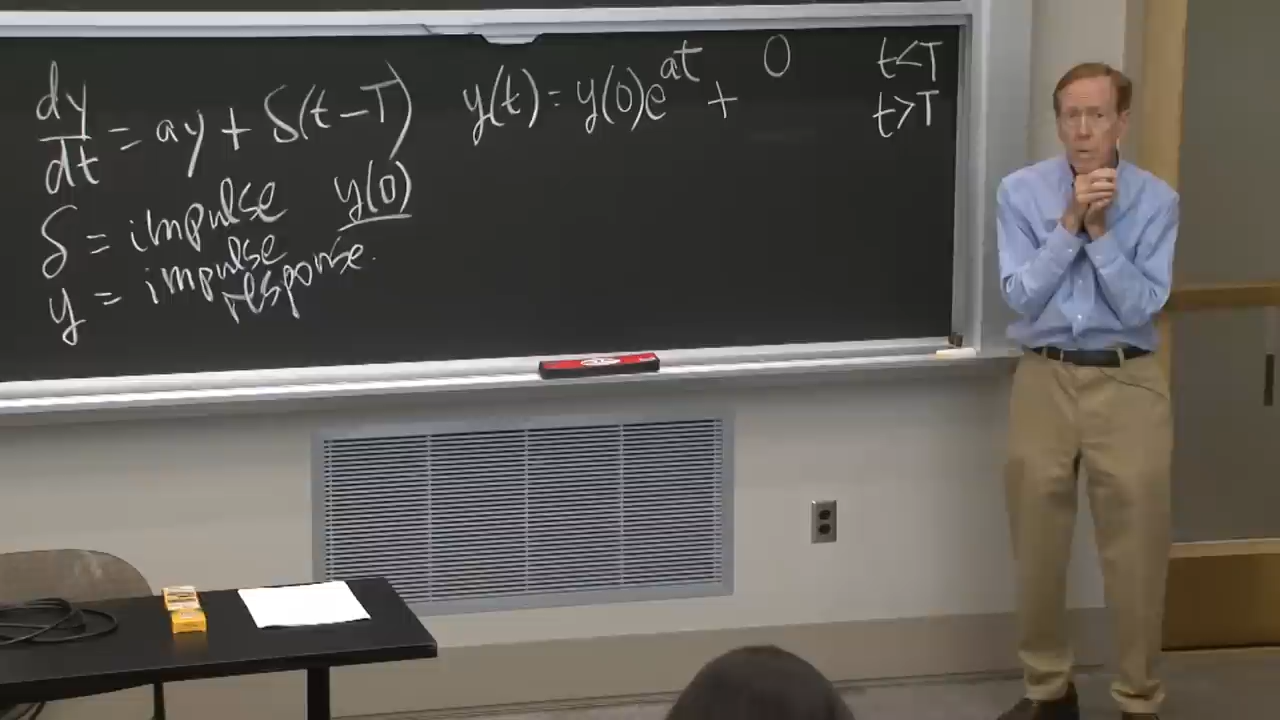 dy/dt = ay + δ(t-T)
y(t) = y(0)e^{at} + 0 t<T
t>T
δ = impulse y(0)
y = impulse response.